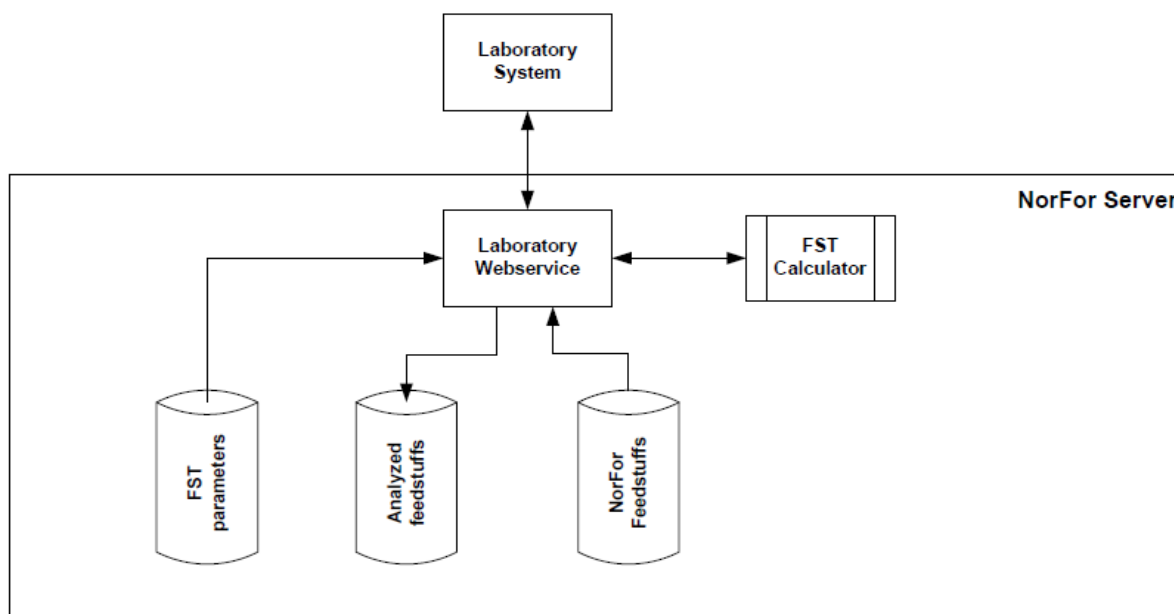 Laboratory
System
NorFor Server
Laboratory
Webservice
FST
Calculator
FST
parameters
Analyzed
feedstuffs
NorFor
Feedstuffs